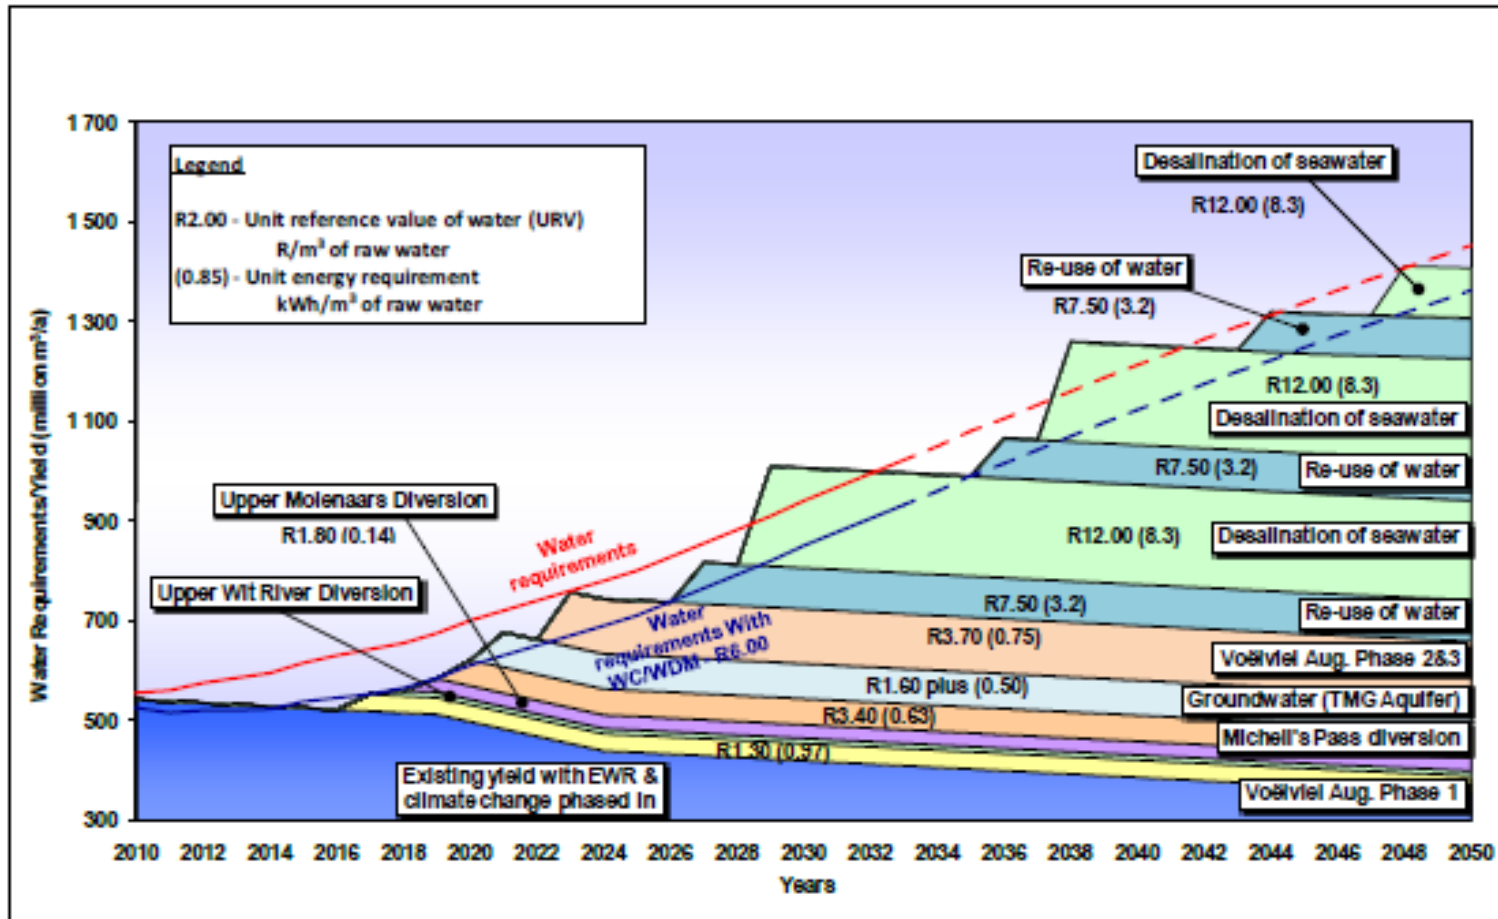 1 700
1 500
1 300
1 100
900
700
500
300
Water Requirements/Yield (million m³/a)
Legend
R2.00 - Unit reference value of water (URV)
R/m³ of raw water
(0.85) - Unit energy requirement
kWh/m³ of raw water
Desalination of seawater
R12.00 (8.3)
Re-use of water
R7.50 (3.2)
R12.00 (8.3)
Desalination of seawater
R7.50 (3.2)
Re-use of water
R12.00 (8.3)
Desalination of seawater
Upper Molenaars Diversion
R1.80 (0.14)
Upper Wit River Diversion
Water
requirements
Water
requirements With
WC/WDM - R6.00
R7.50 (3.2)
Re-use of water
R3.70 (0.75)
Voëlvlei Aug. Phase 2&3
R1.60 plus (0.50)
Groundwater (TMG Aquifer)
R3.40 (0.63)
Michell's Pass diversion
R1.30 (0.97)
Voëlvlei Aug. Phase 1
Existing yield with EWR &
climate change phased in
2010 2012 2014 2016 2018 2020 2022 2024 2026 2028 2030 2032 2034 2036 2038 2040 2042 2044 2046 2048 2050
Years